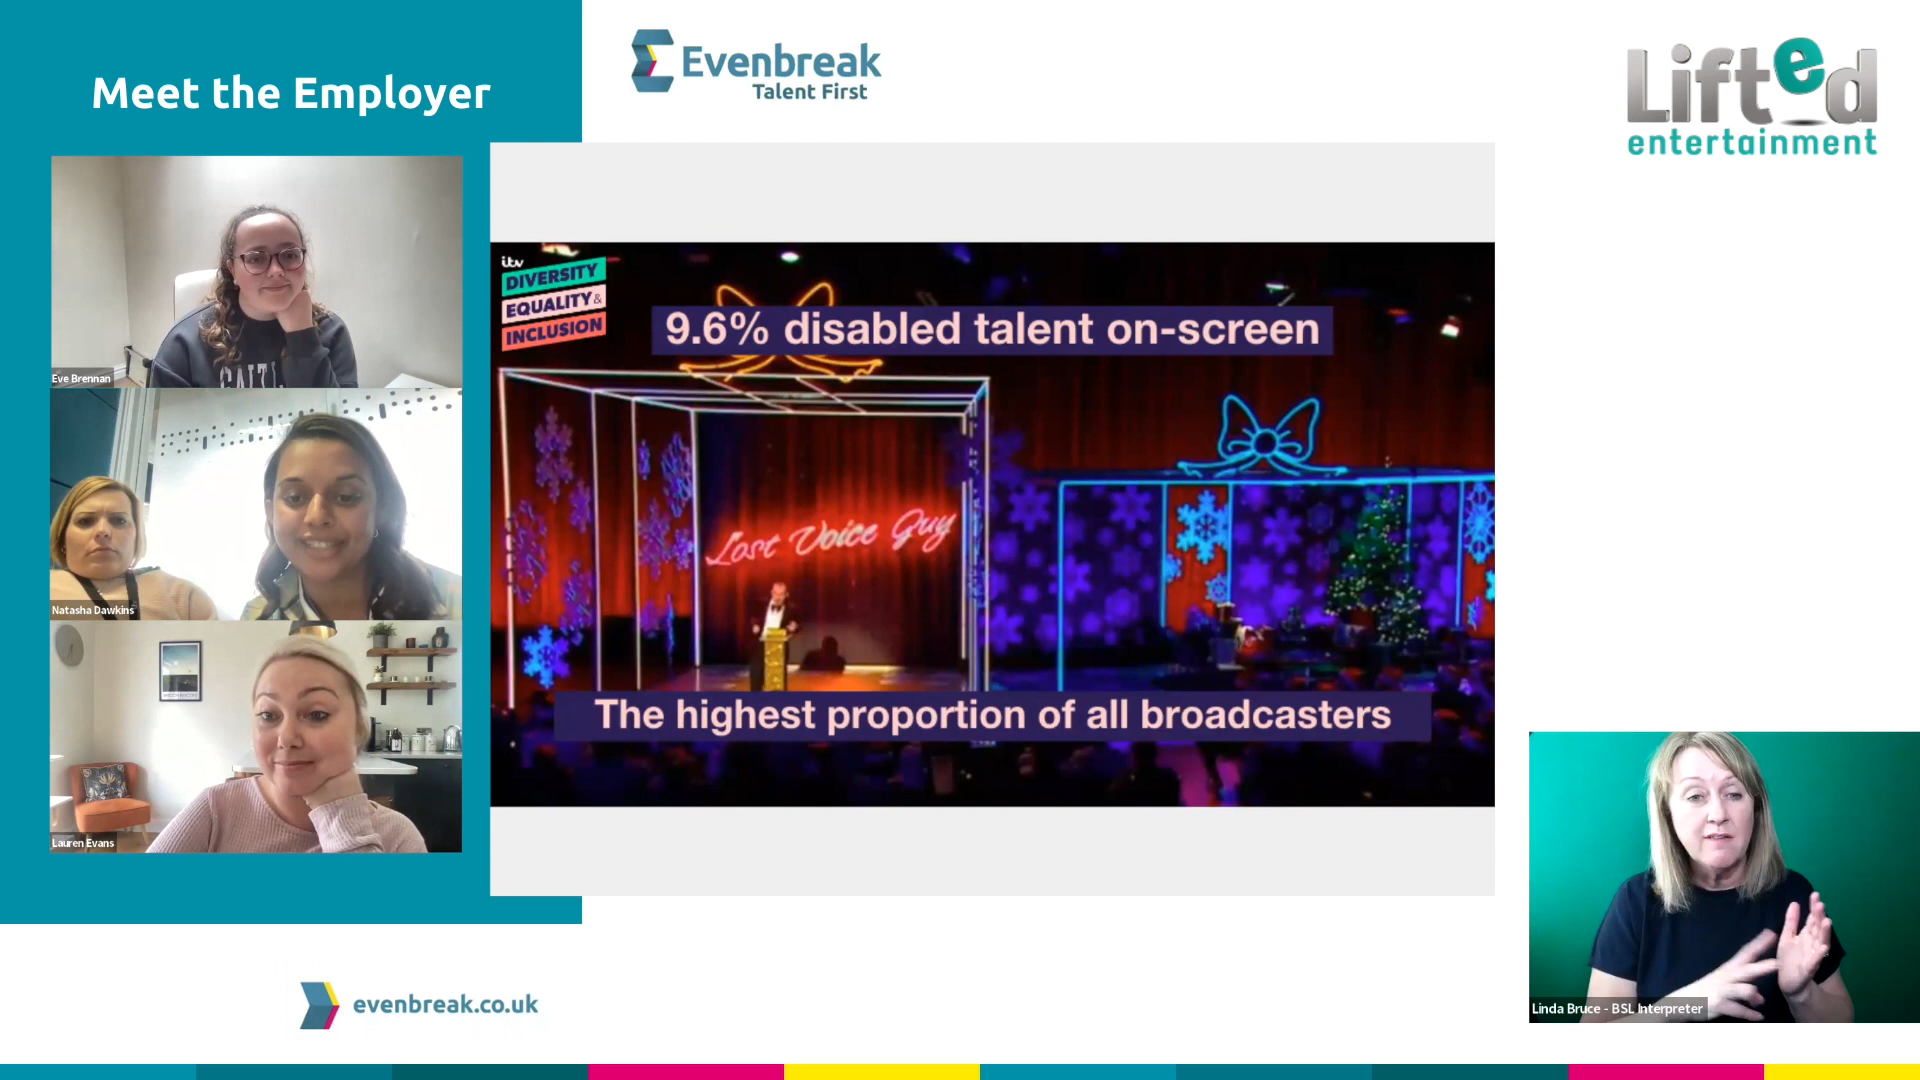 Meet the Employer
Evenbreak
Talent First
Lifted
entertainment
Eve Brennan
Natasha Dawkins
Lauren Evans
itv
DIVERSITY
EQUALITY &
INCLUSION
9.6% disabled talent on-screen
Lost Voice Guy
The highest proportion of all broadcasters
Linda Bruce - BSL Interpreter
evenbreak.co.uk